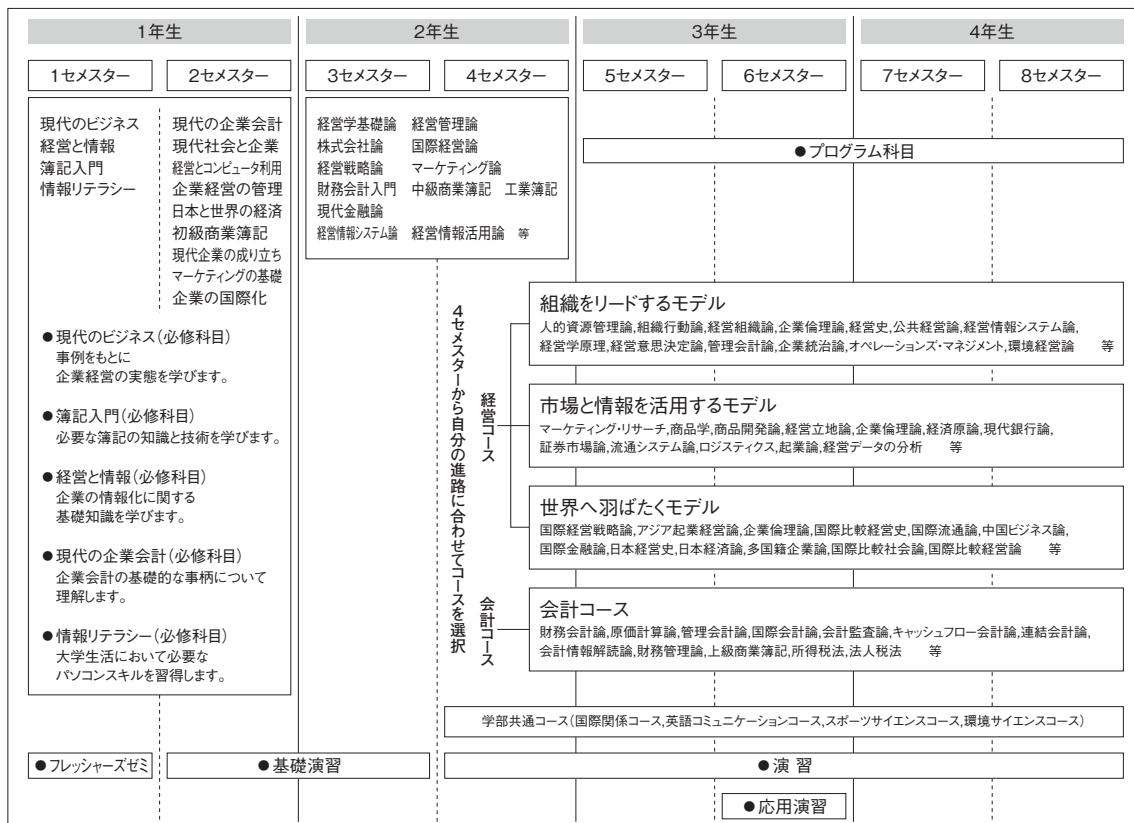 1年生
2年生
3年生
4年生
1セメスター
2セメスター
3セメスター
4セメスター
5セメスター
6セメスター
7セメスター
8セメスター
現代のビジネス
経営と情報
簿記入門
情報リテラシー
現代の企業会計
現代社会と企業
経営とコンピュータ利用
企業経営の管理
日本と世界の経済
初級商業簿記
現代企業の成り立ち
マーケティングの基礎
企業の国際化
●現代のビジネス(必修科目)
事例をもとに
企業経営の実態を学びます。
●簿記入門(必修科目)
必要な簿記の知識と技術を学びます。
●経営と情報(必修科目)
企業の情報化に関する
基礎知識を学びます。
●現代の企業会計(必修科目)
企業会計の基礎的な事柄について
理解します。
●情報リテラシー(必修科目)
大学生活において必要な
パソコンスキルを習得します。
経営学基礎論 経営管理論
株式会社論 国際経営論
経営戦略論 マーケティング論
財務会計入門 中級商業簿記 工業簿記
現代金融論
経営情報システム論 経営情報活用論 等
●プログラム科目
4セメスターから自分の進路に合わせてコースを選択
経営コース
組織をリードするモデル
人的資源管理論,組織行動論,経営組織論,企業倫理論,経営史,公共経営論,経営情報システム論,
経営学原理,経営意思決定論,管理会計論,企業統治論,オペレーションズ・マネジメント,環境経営論 等
市場と情報を活用するモデル
マーケティング・リサーチ,商品学,商品開発論,経営立地論,企業倫理論,経済原論,現代銀行論,
証券市場論,流通システム論,ロジスティクス,起業論,経営データの分析 等
世界へ羽ばたくモデル
国際経営戦略論,アジア起業経営論,企業倫理論,国際比較経営史,国際流通論,中国ビジネス論,
国際金融論,日本経営史,日本経済論,多国籍企業論,国際比較社会論,国際比較経営論 等
会計コース
会計コース
財務会計論,原価計算論,管理会計論,国際会計論,会計監査論,キャッシュフロー会計論,連結会計論,
会計情報解読論,財務管理論,上級商業簿記,所得税法,法人税法 等
学部共通コース(国際関係コース,英語コミュニケーションコース,スポーツサイエンスコース,環境サイエンスコース)
●フレッシャーズゼミ
●基礎演習
●演 習
●応用演習